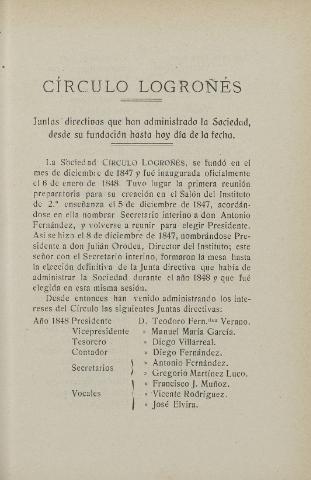 CÍRCULO LOGROÑÉS
Juntas directivas que han administrado la Sociedad,
desde su fundación hasta hoy día de la fecha.
La Sociedad CÍRCULO LOGROÑÉS, se fundó en el
mes de diciembre de 1847 y fué inaugurada oficialmente
el 6 de enero de 1848. Tuvo lugar la primera reunión
preparatoria para su creación en el Salón del Instituto
de 2.ª enseñanza el 5 de diciembre de 1847, acordán-
dose en ella nombrar Secretario interino a don Antonio
Fernández, y volverse a reunir para elegir Presidente.
Así se hizo el 8 de diciembre de 1847, nombrándose Pre-
sidente a don Julián Orodea, Director del Instituto; este
señor con el Secretario interino, formaron la mesa hasta
la elección definitiva de la Junta directiva que había de
administrar la Sociedad durante el año 1848 y que fué
elegida en esta misma sesión.
Desde entonces han venido administrando los inte-
reses del Círculo las siguientes Juntas directivas:
Año 1848 Presidente D. Teodoro Fern.dez Verano.
Vicepresidente » Manuel María García.
Tesorero » Diego Villarreal.
Contador » Diego Fernández.
Secretarios » Antonio Fernández.
» Gregorio Martínez Luco.
Vocales » Francisco J. Muñoz.
» Vicente Rodríguez.
» José Elvira.